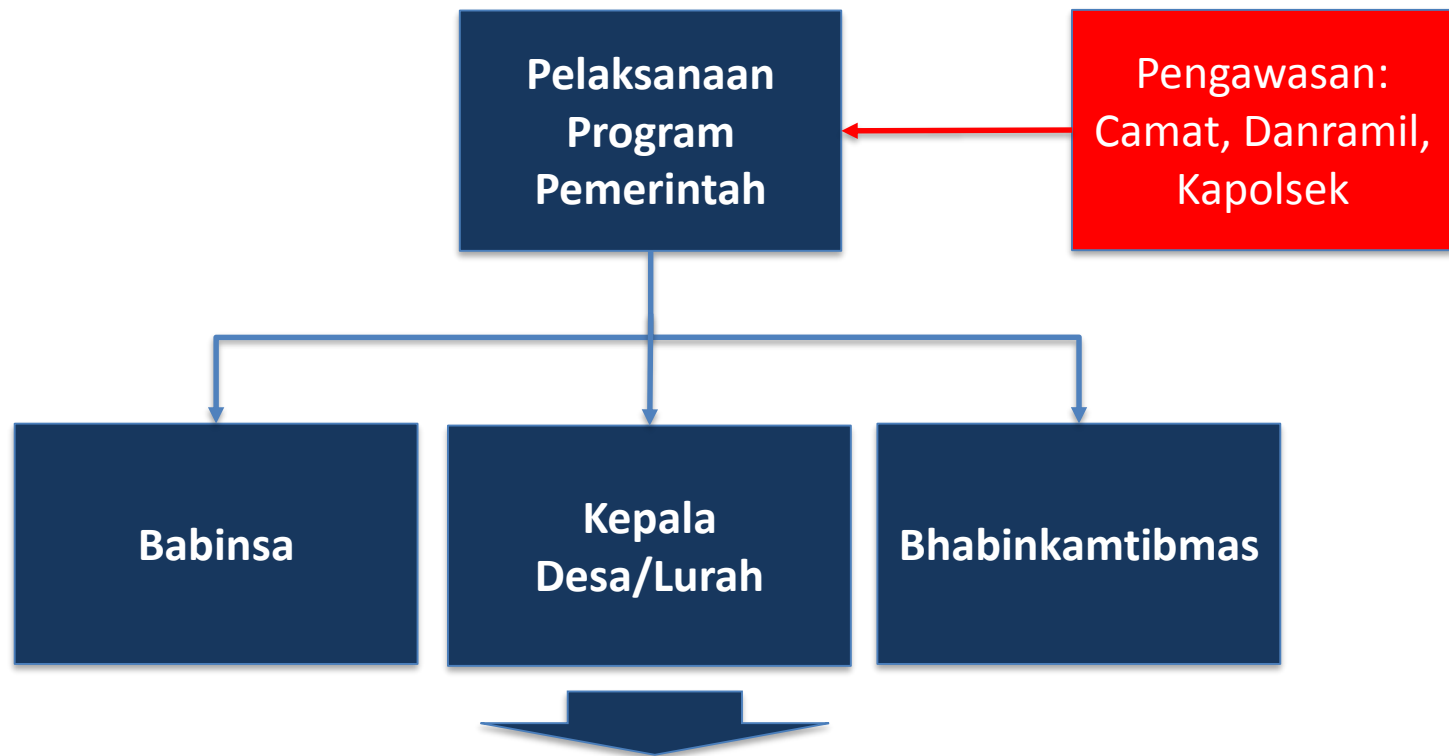 Pelaksanaan
Program
Pemerintah
Pengawasan:
Camat, Danramil,
Kapolsek
Babinsa
Kepala
Desa/Lurah
Bhabinkamtibmas